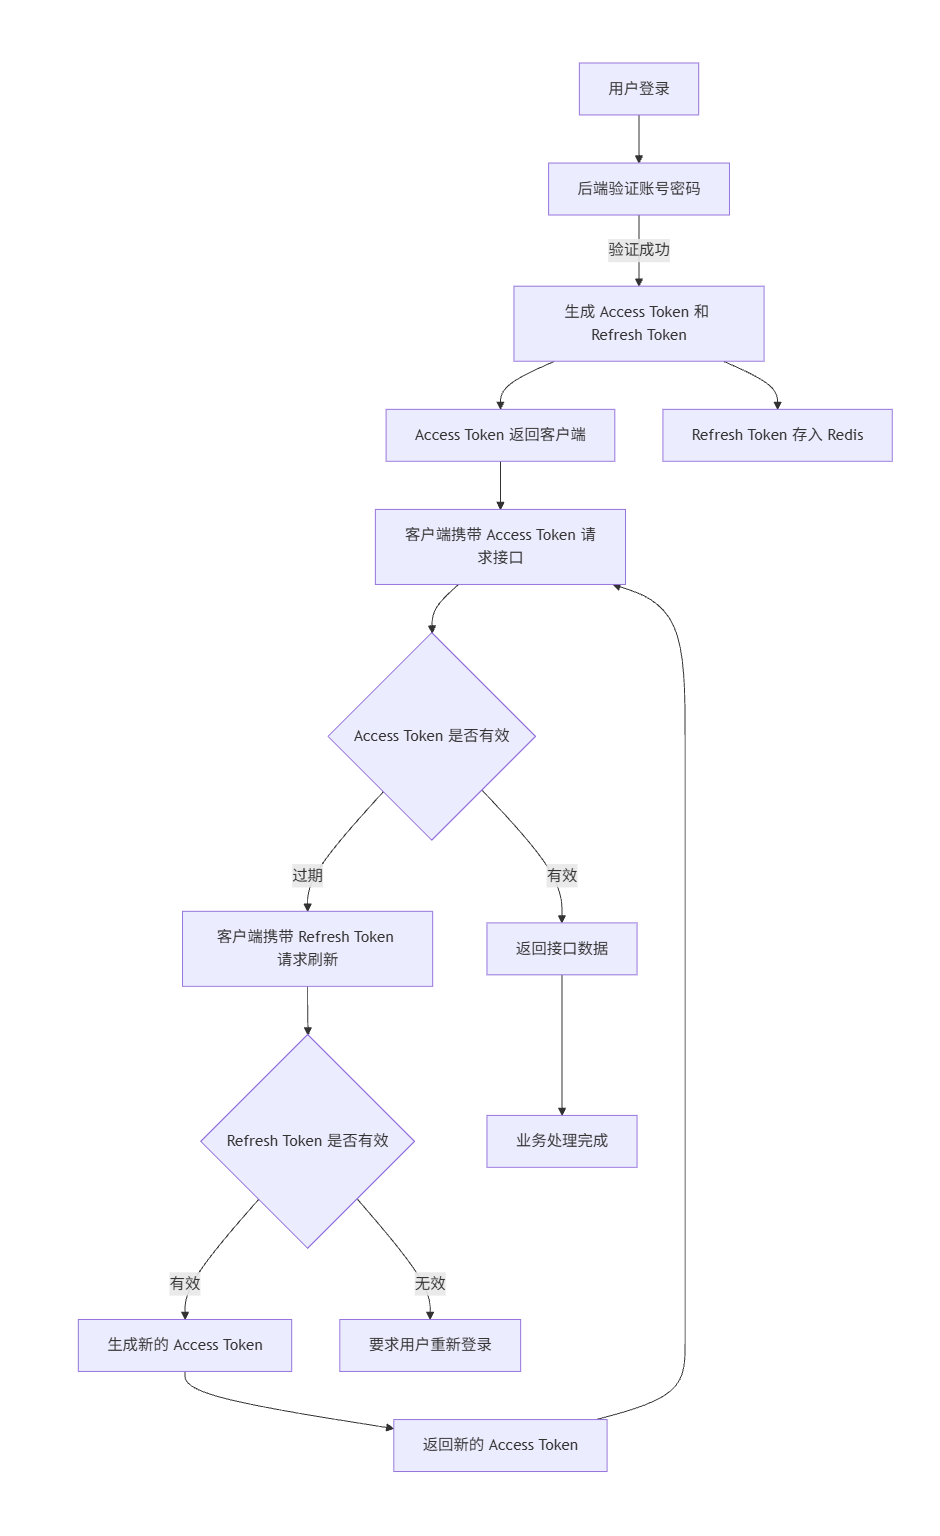 用户登录
后端验证账号密码
验证成功
生成 Access Token 和
Refresh Token
Access Token 返回客户端
Refresh Token 存入 Redis
客户端携带 Access Token 请
求接口
Access Token 是否有效
过期
有效
客户端携带 Refresh Token
请求刷新
返回接口数据
Refresh Token 是否有效
业务处理完成
有效
无效
生成新的 Access Token
要求用户重新登录
返回新的 Access Token